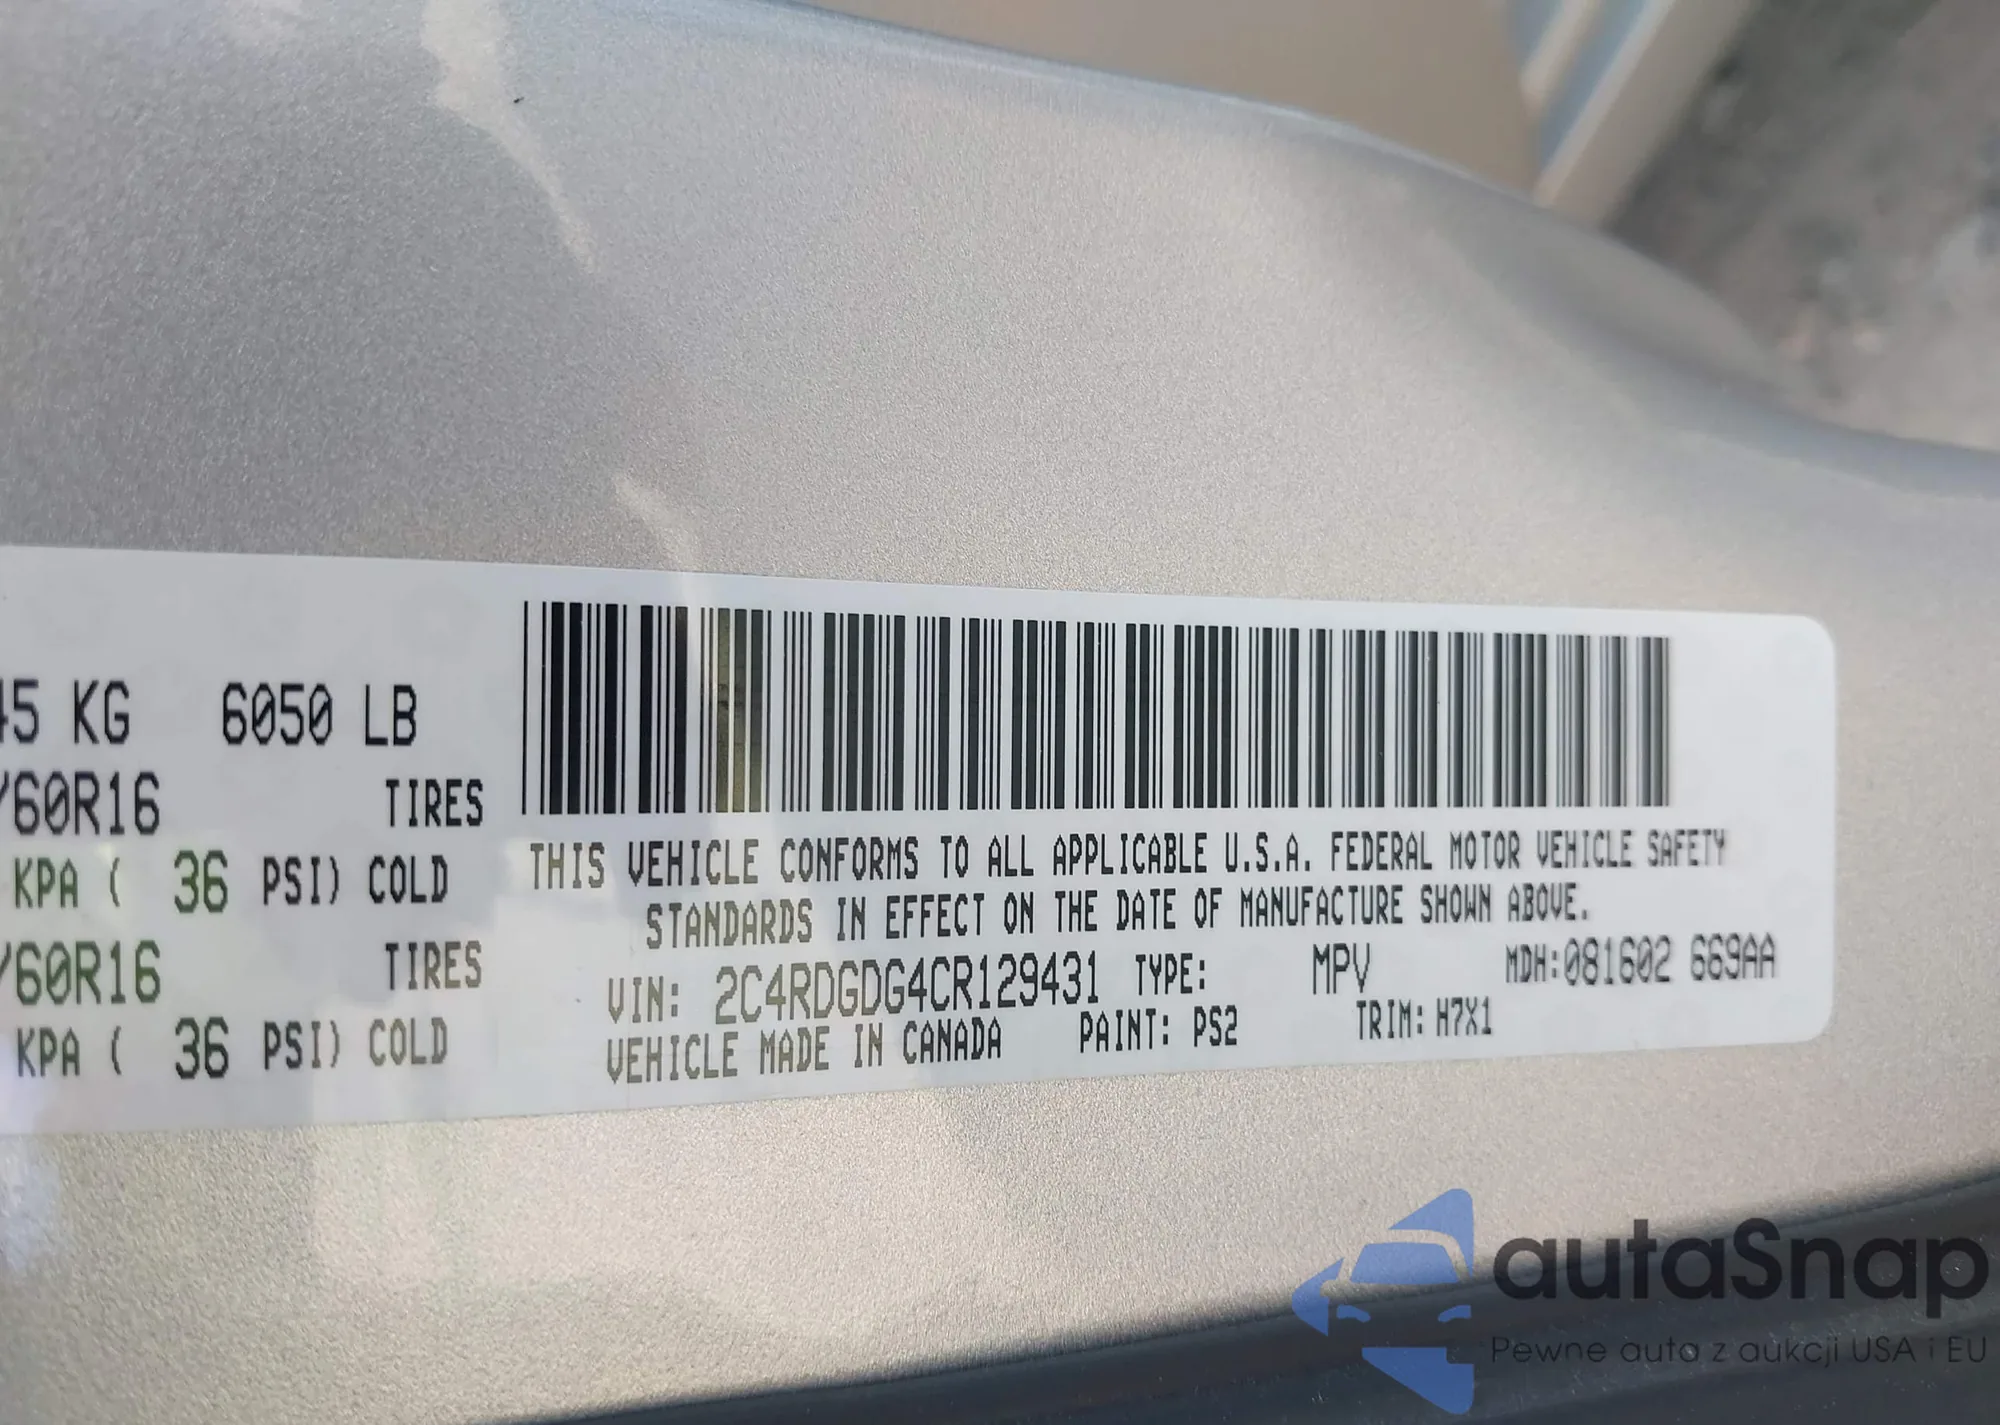 45 KG 6050 LB
/60R16 TIRES
KPA ( 36 PSI) COLD
/60R16 TIRES
KPA ( 36 PSI) COLD
THIS VEHICLE CONFORMS TO ALL APPLICABLE U.S.A. FEDERAL MOTOR VEHICLE SAFETY
STANDARDS IN EFFECT ON THE DATE OF MANUFACTURE SHOWN ABOVE.
VIN: 2C4RDGDG4CR129431 TYPE: MPV MDH:081602 669AA
VEHICLE MADE IN CANADA PAINT: PS2 TRIM: H7X1
autoSnap
Pewne auta z aukcji USA i EU